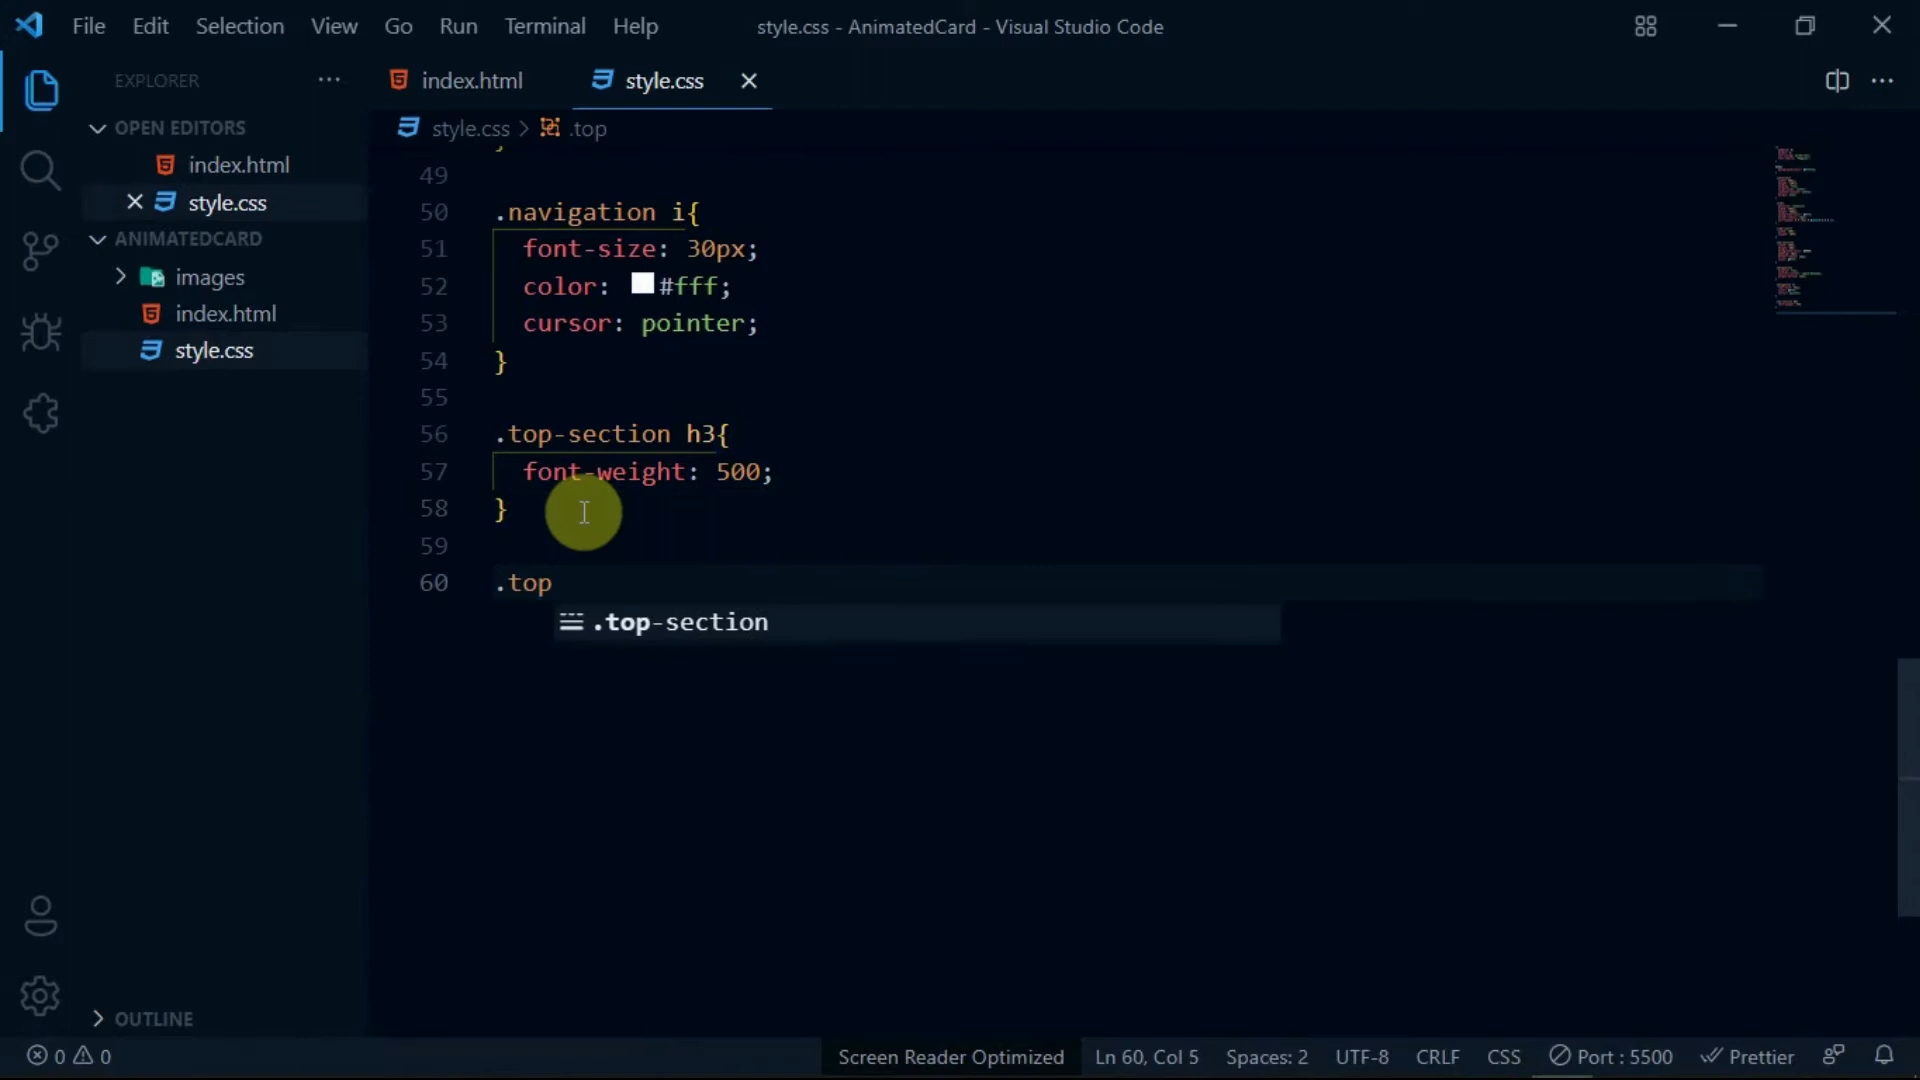 File Edit Selection View Go Run Terminal Help style.css - AnimatedCard - Visual Studio Code
EXPLORER
index.html style.css
OPEN EDITORS
index.html
style.css
ANIMATEDCARD
images
index.html
style.css
OUTLINE
style.css > .top
49
50 .navigation i{
51 font-size: 30px;
52 color: #fff;
53 cursor: pointer;
54 }
55
56 .top-section h3{
57 font-weight: 500;
58 }
59
60 .top
.top-section
0 0 Screen Reader Optimized Ln 60, Col 5 Spaces: 2 UTF-8 CRLF CSS Port : 5500 Prettier